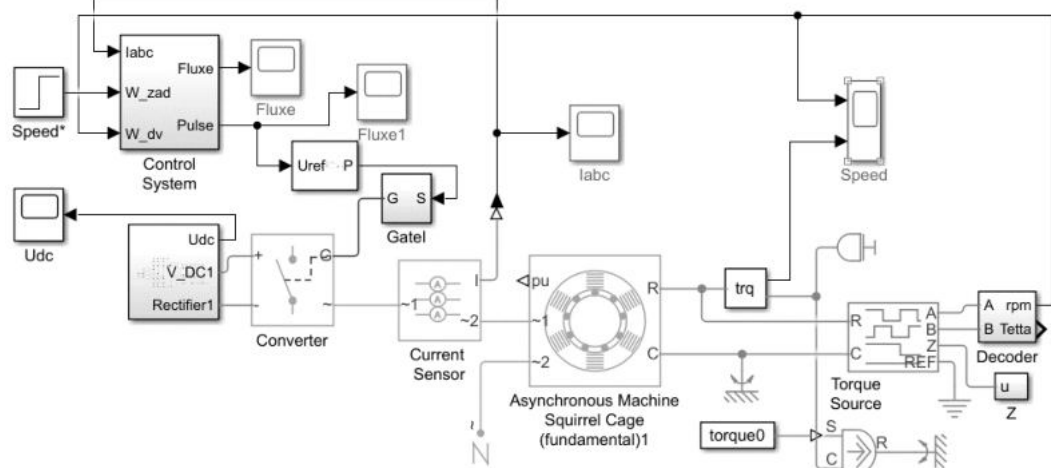 Iabc
Fluxe
W_zad
Pulse
W_dv
Speed*
Control
System
Fluxe
Fluxe1
Iabc
Speed
Uref
P
G
S
Gatel
Udc
Udc
V_DC1
Rectifier1
+
-
G
~
Converter
I
~1
~2
Current
Sensor
A
A
A
pu
~1
~2
R
C
Asynchronous Machine
Squirrel Cage
(fundamental)1
~
N
trq
R
C
A
B
Z
REF
Torque
Source
A
B
rpm
Tetta
Decoder
u
Z
torque0
S
C
R